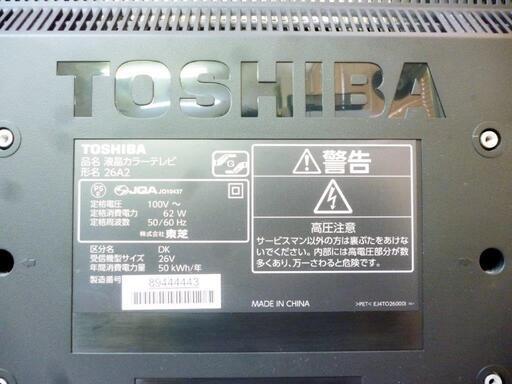 TOSHIBA
TOSHIBA
品名 液晶カラーテレビ
形名 26A2
PS
E
JQA JQ10437
定格電圧 100V ～
定格消費電力 62 W
定格周波数 50/60 Hz
株式会社 東芝
区分名 DK
受信機型サイズ 26V
年間消費電力量 50 kWh/年
製造番号 89444443
警告
高圧注意
サービスマン以外の方は裏ぶたをあけな
いでください。内部には高電圧部分が数
多くあり、万一さわると危険です。
MADE IN CHINA
>PET<